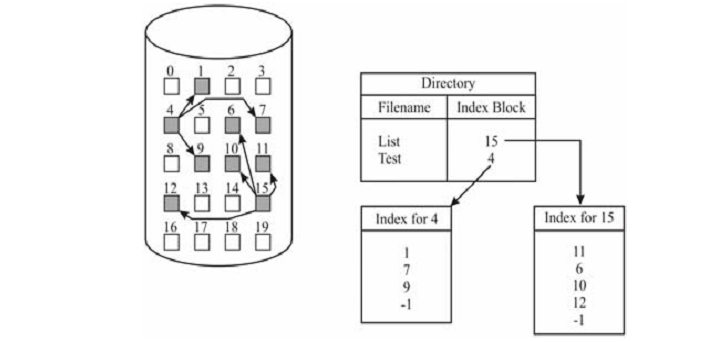 0 1 2 3
4 5 6 7
8 9 10 11
12 13 14 15
16 17 18 19
Directory
Filename Index Block
List 15
Test 4
Index for 4
1
7
9
-1
Index for 15
11
6
10
12
-1